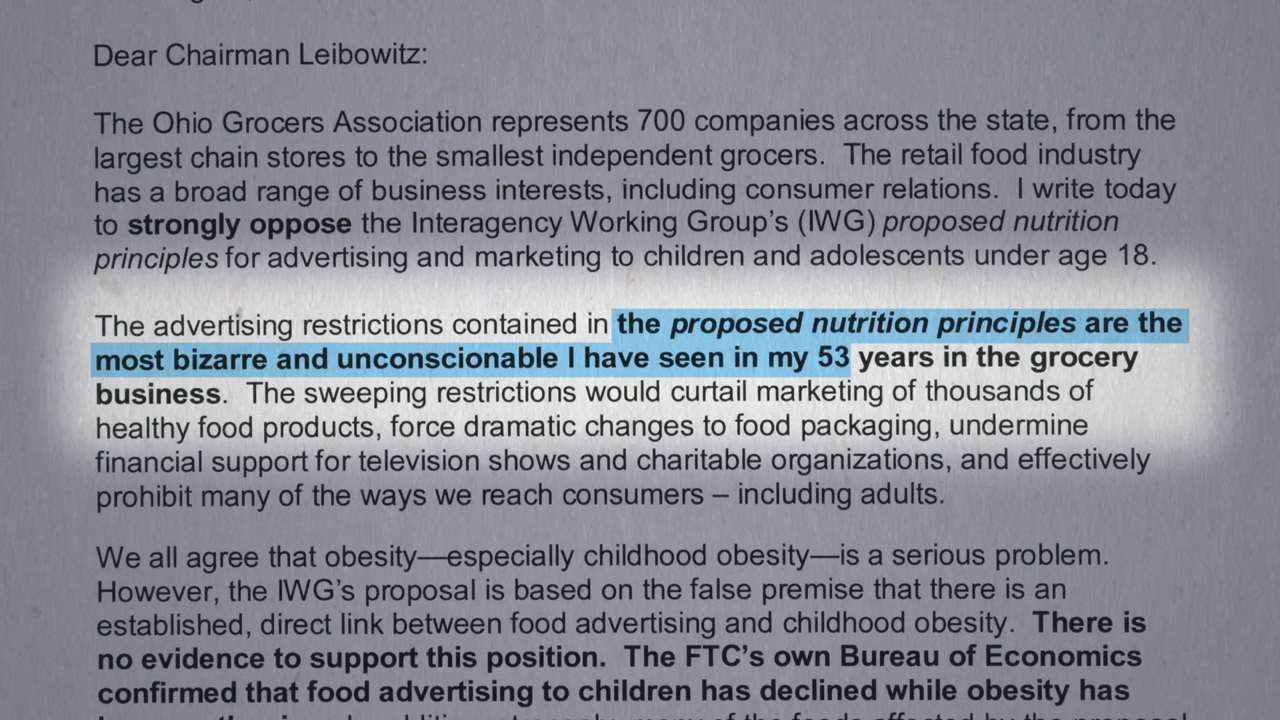 Dear Chairman Leibowitz:
The Ohio Grocers Association represents 700 companies across the state, from the
largest chain stores to the smallest independent grocers.  The retail food industry
has a broad range of business interests, including consumer relations.  I write today
to strongly oppose the Interagency Working Group's (IWG) proposed nutrition
principles for advertising and marketing to children and adolescents under age 18.
The advertising restrictions contained in the proposed nutrition principles are the
most bizarre and unconscionable I have seen in my 53 years in the grocery
business.  The sweeping restrictions would curtail marketing of thousands of
healthy food products, force dramatic changes to food packaging, undermine
financial support for television shows and charitable organizations, and effectively
prohibit many of the ways we reach consumers – including adults.
We all agree that obesity—especially childhood obesity—is a serious problem.
However, the IWG's proposal is based on the false premise that there is an
established, direct link between food advertising and childhood obesity.  There is
no evidence to support this position.  The FTC's own Bureau of Economics
confirmed that food advertising to children has declined while obesity has
many of the foods affected by the proposal